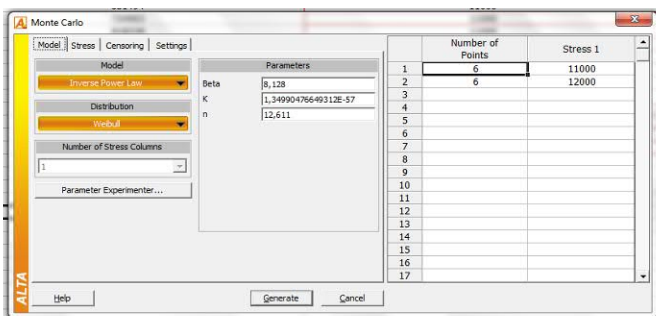 Monte Carlo
Model Stress Censoring Settings
Model
Inverse Power Law
Distribution
Weibull
Number of Stress Columns
1
Parameter Experimenter...
Parameters
Beta 8,128
K 1,34990476649312E-57
n 12,611
Number of Points Stress 1
1 6 11000
2 6 12000
3
4
5
6
7
8
9
10
11
12
13
14
15
16
17
ALTA
Help Generate Cancel